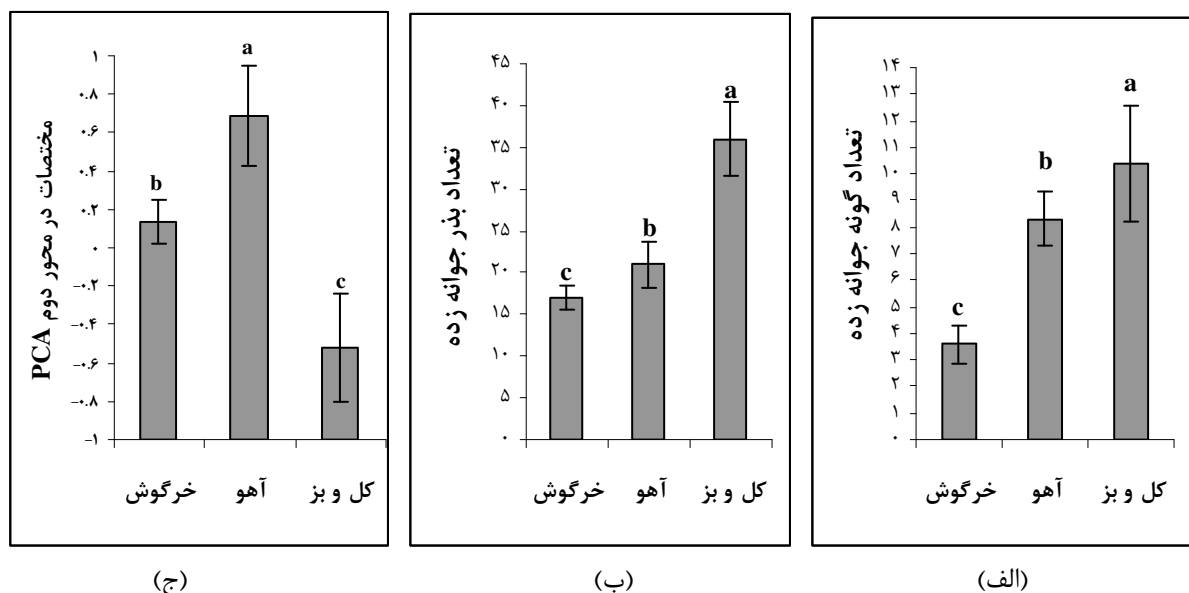 تعداد گونه جوانه زده
۱۴
۱۳
۱۲
۱۱
۱۰
۹
۸
۷
۶
۵
۴
۳
۲
۱
۰
a
b
c
کل و بز
آهو
خرگوش
(الف)
تعداد بذر جوانه زده
۴۵
۴۰
۳۵
۳۰
۲۵
۲۰
۱۵
۱۰
۵
۰
a
b
c
کل و بز
آهو
خرگوش
(ب)
مختصات در محور دوم PCA
۱
۰.۸
۰.۶
۰.۴
۰.۲
۰
-۰.۲
-۰.۴
-۰.۶
-۰.۸
-۱
a
b
c
کل و بز
آهو
خرگوش
(ج)